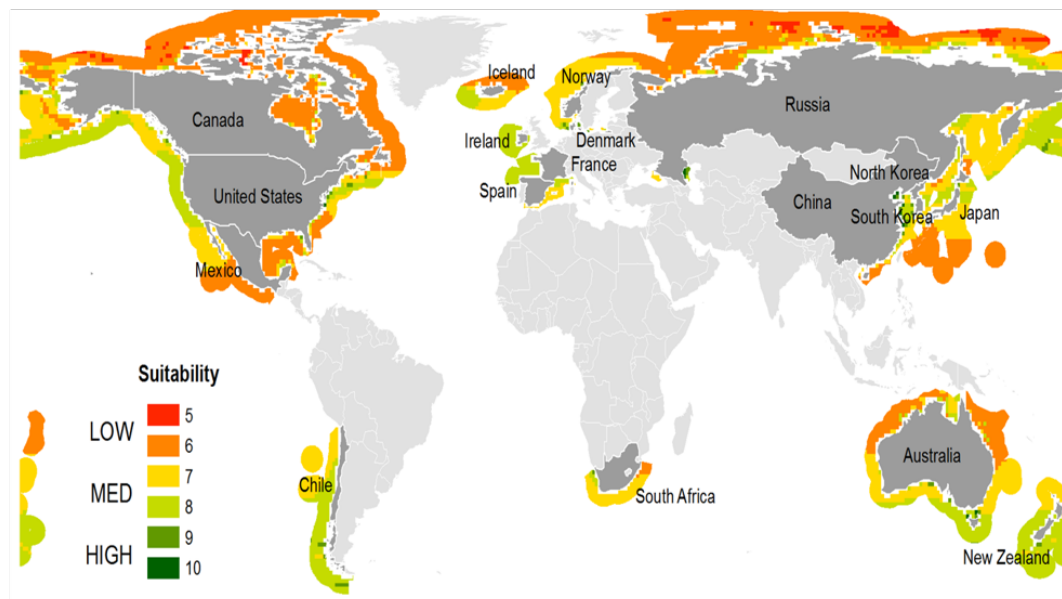 Iceland
Norway
Canada
Russia
Ireland
Denmark
France
North Korea
Spain
United States
China
South Korea
Japan
Mexico
Suitability
LOW
MED
HIGH
5
6
7
8
9
10
Chile
South Africa
Australia
New Zealand